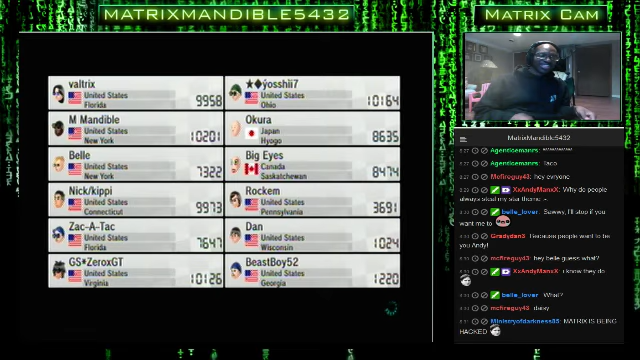 MATRIXMANDIBLE5432
Matrix Cam
valtrix
United States
Florida
9958
★◆ýosshii7
United States
Ohio
10164
M Mandible
United States
New York
10201
Okura
Japan
Hyogo
8635
Belle
United States
New York
7322
Big Eyes
Canada
Saskatchewan
8474
Nick/kippi
United States
Connecticut
9973
Rockem
United States
Pennsylvania
3691
Zac-A-Tac
United States
Florida
7647
Dan
United States
Wisconsin
1024
GS*ZeroxGT
United States
Virginia
10126
BeastBoy52
United States
Georgia
1220
MatrixMandible5432
Taco
Mcfireguy43: hey evryone
XxAndyManxX: Why do people
always steal my star theme -.-
belle_lover: Sawwy, I'll stop if you
want me to
Gradydan3: Because people want to be
you Andy!
mcfireguy43: hey belle guess what?
XxAndyManxX: i know they do
belle_lover: What?
mcfireguy43: daisy
Ministryofdarkness85: MATRIX IS BEING
HACKED